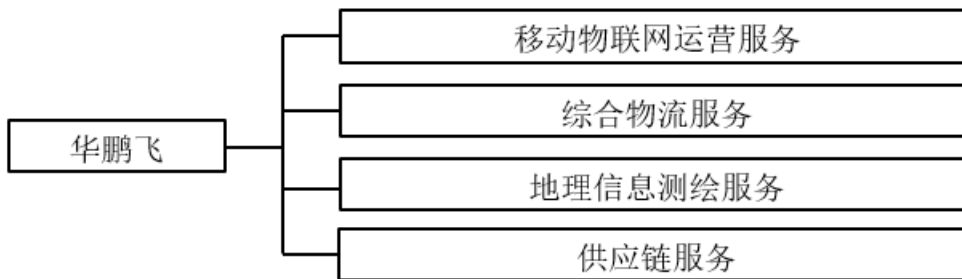 移动物联网运营服务
综合物流服务
华鹏飞
地理信息测绘服务
供应链服务